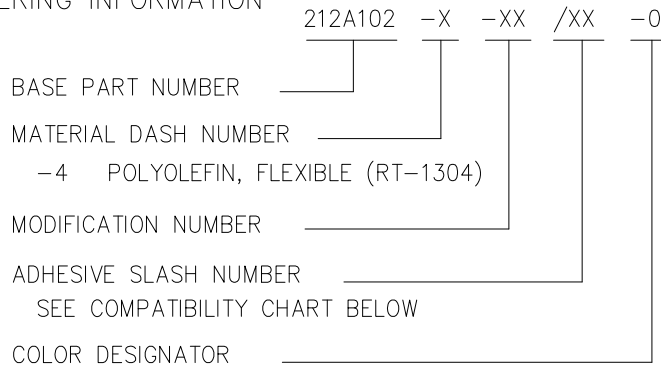 INFORMATION
212A102 -X -XX /XX -0
BASE PART NUMBER
MATERIAL DASH NUMBER
-4 POLYOLEFIN, FLEXIBLE (RT-1304)
MODIFICATION NUMBER
ADHESIVE SLASH NUMBER
SEE COMPATIBILITY CHART BELOW
COLOR DESIGNATOR